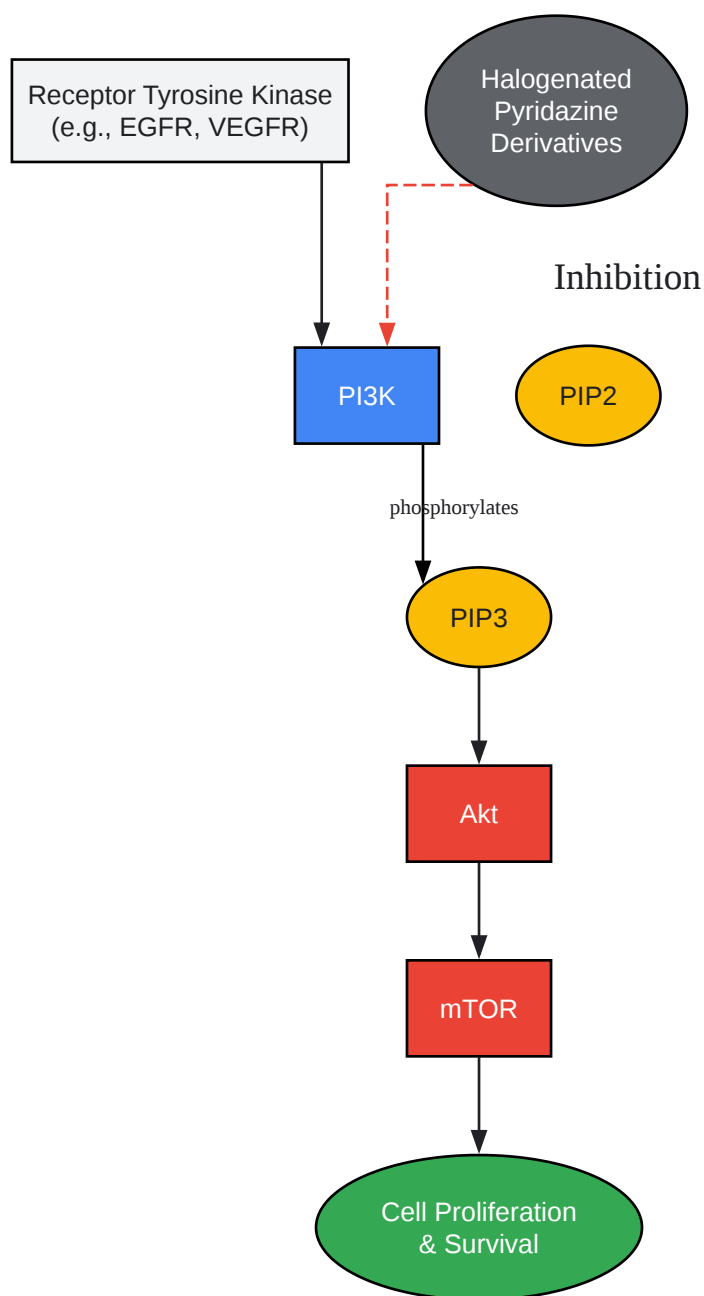 Receptor Tyrosine Kinase
(e.g., EGFR, VEGFR)
Halogenated
Pyridazine
Derivatives
Inhibition
PI3K
PIP2
phosphorylates
PIP3
Akt
mTOR
Cell Proliferation
& Survival